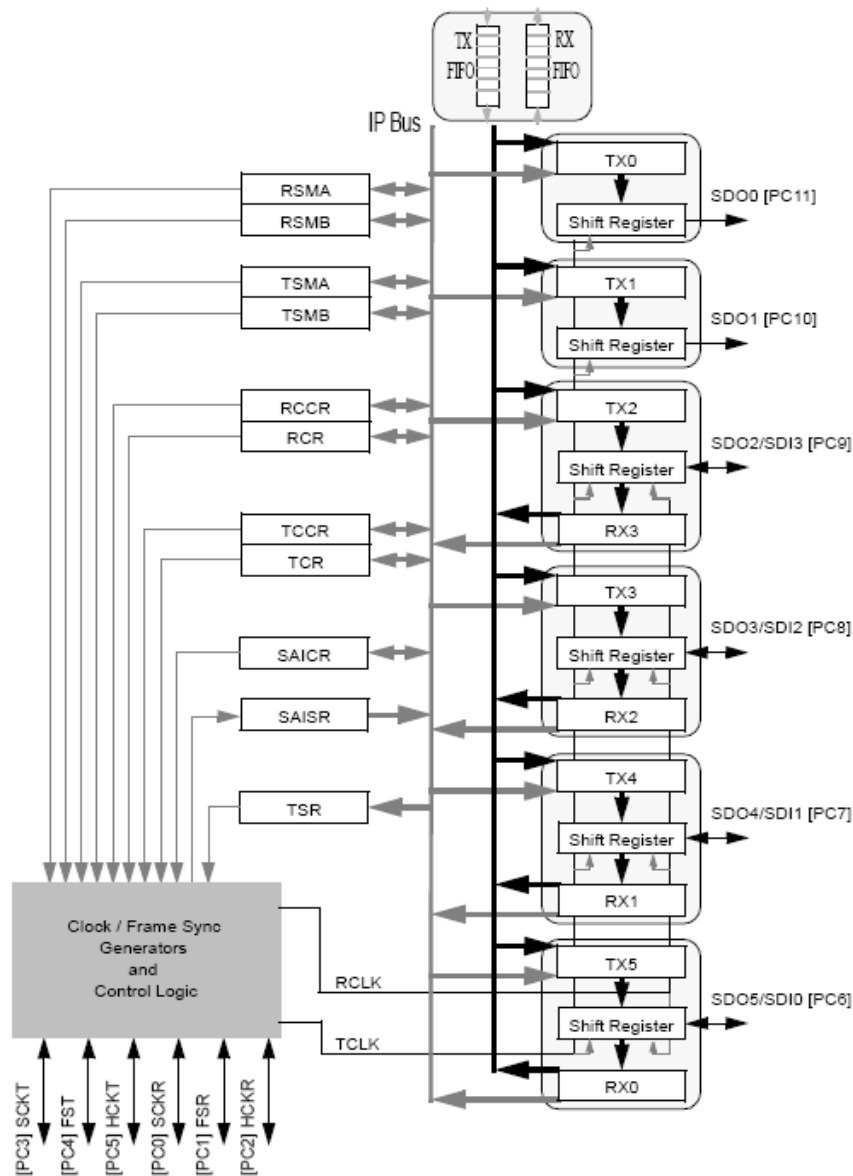 TX RX
FIFO FIFO
IP Bus
TX0
RSMA
SDO0 [PC11]
RSMB
Shift Register
TSMA
TX1
TSMB
SDO1 [PC10]
Shift Register
RCCR
TX2
RCR
SDO2/SDI3 [PC9]
Shift Register
TCCR
RX3
TCR
TX3
SDO3/SDI2 [PC8]
SAICR
Shift Register
SAISR
RX2
TX4
TSR
SDO4/SDI1 [PC7]
Shift Register
RX1
Clock / Frame Sync
Generators
and
Control Logic
TX5
RCLK
SDO5/SDI0 [PC6]
Shift Register
TCLK
RX0
[PC3] SCKT
[PC4] FST
[PC5] HCKT
[PC0] SCKR
[PC1] FSR
[PC2] HCKR